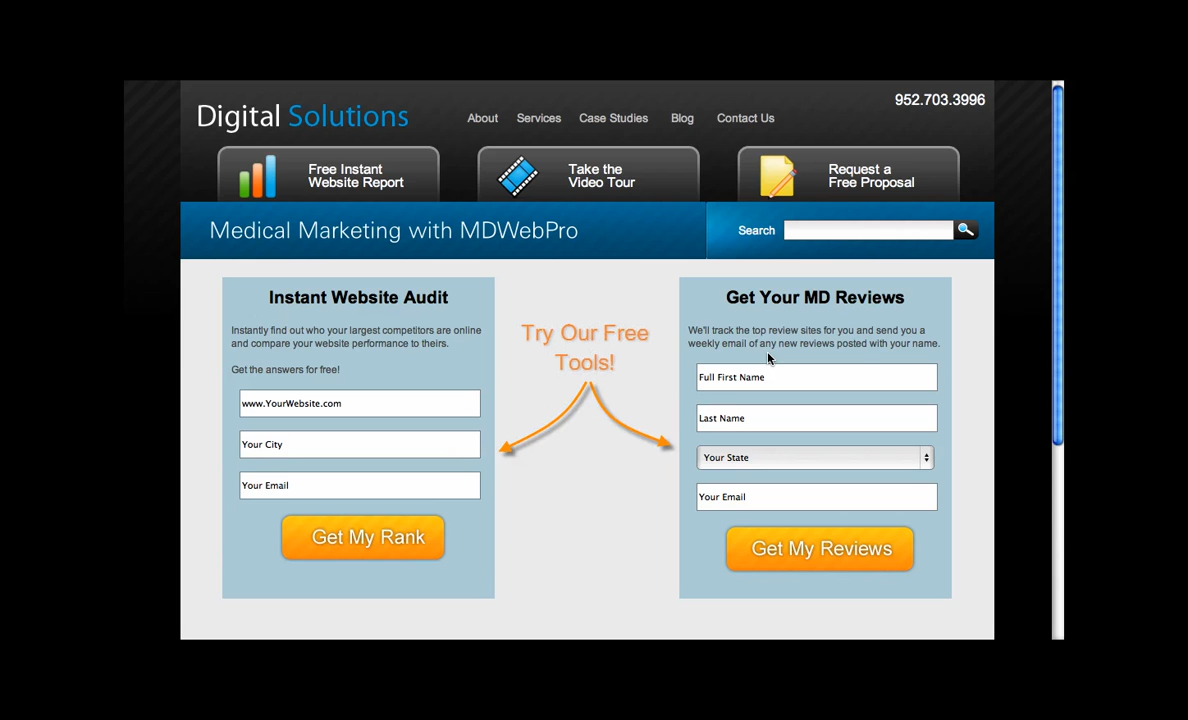 Digital Solutions
952.703.3996
About
Services
Case Studies
Blog
Contact Us
Free Instant
Website Report
Take the
Video Tour
Request a
Free Proposal
Medical Marketing with MDWebPro
Search
Instant Website Audit
Instantly find out who your largest competitors are online
and compare your website performance to theirs.
Get the answers for free!
www.YourWebsite.com
Your City
Your Email
Get My Rank
Try Our Free
Tools!
Get Your MD Reviews
We'll track the top review sites for you and send you a
weekly email of any new reviews posted with your name.
Full First Name
Last Name
Your State
Your Email
Get My Reviews